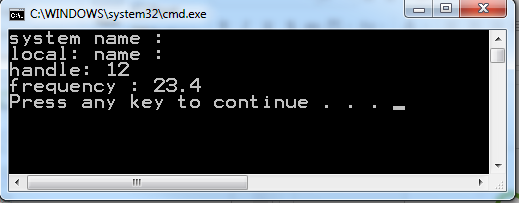 C:\WINDOWS\system32\cmd.exe
system name :
local: name :
handle: 12
frequency : 23.4
Press any key to continue . . . _